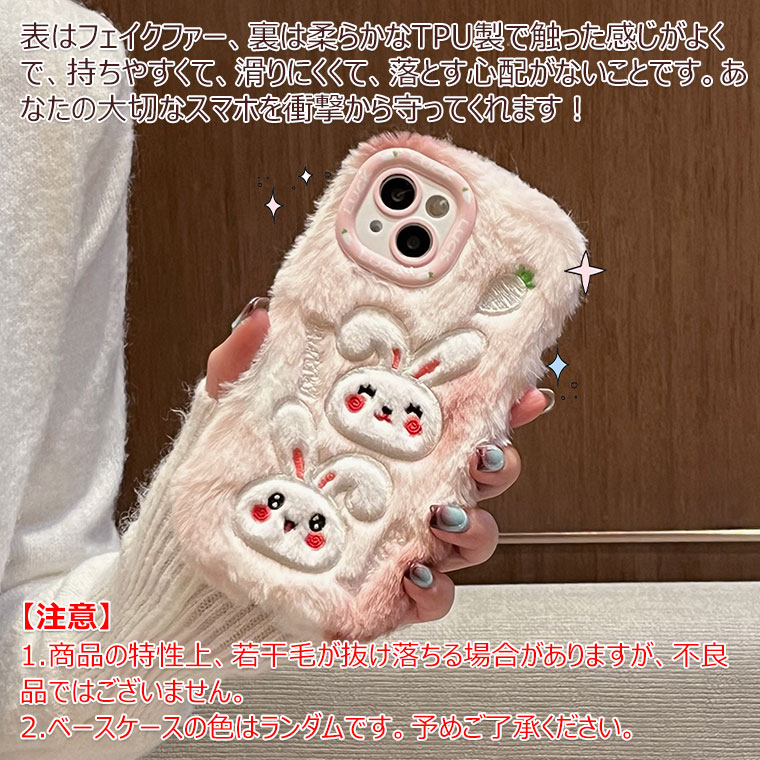 表はフェイクファー、裏は柔らかなTPU製で触った感じがよく
で、持ちやすくて、滑りにくくて、落とす心配がないことです。あ
なたの大切なスマホを衝撃から守ってくれます！
【注意】
1.商品の特性上、若干毛が抜け落ちる場合がありますが、不良
品ではございません。
2.ベースケースの色はランダムです。予めご了承ください。